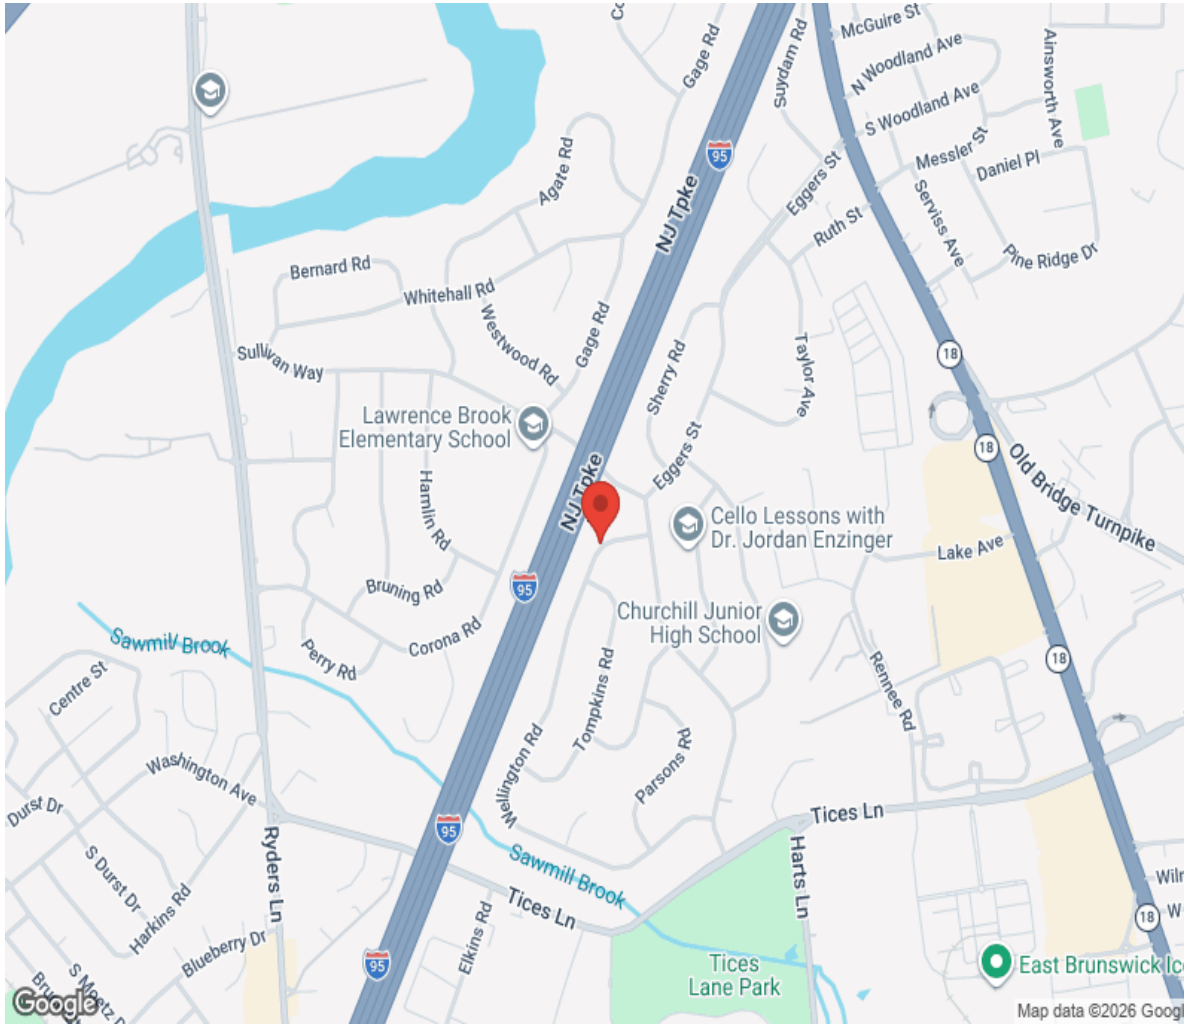 McGuire St
N Woodland Ave
S Woodland Ave
Ainsworth Ave
Messler St
Daniel Pl
Suydam Rd
Gage Rd
95
NJ Tpke
Agate Rd
Eggers St
Ruth St
Serviss Ave
Pine Ridge Dr
Bernard Rd
Whitehall Rd
Westwood Rd
Gage Rd
Sullivan Way
Sherry Rd
Taylor Ave
18
Lawrence Brook
Elementary School
Eggers St
18
Old Bridge Turnpike
NJ Tpke
Hamlin Rd
Cello Lessons with
Dr. Jordan Enzinger
Lake Ave
95
Bruning Rd
Churchill Junior
High School
Sawmill Brook
Corona Rd
Perry Rd
Centre St
Tompkins Rd
Rennee Rd
18
Washington Ave
Wellington Rd
Parsons Rd
Durst Dr
Tices Ln
95
S Durst Dr
Ryders Ln
Harkins Rd
Sawmill Brook
Harts Ln
Tices Ln
Elkins Rd
Blueberry Dr
18
95
Tices
Lane Park
East Brunswick Ice
S Moetz D
Google
Map data ©2026 Googl